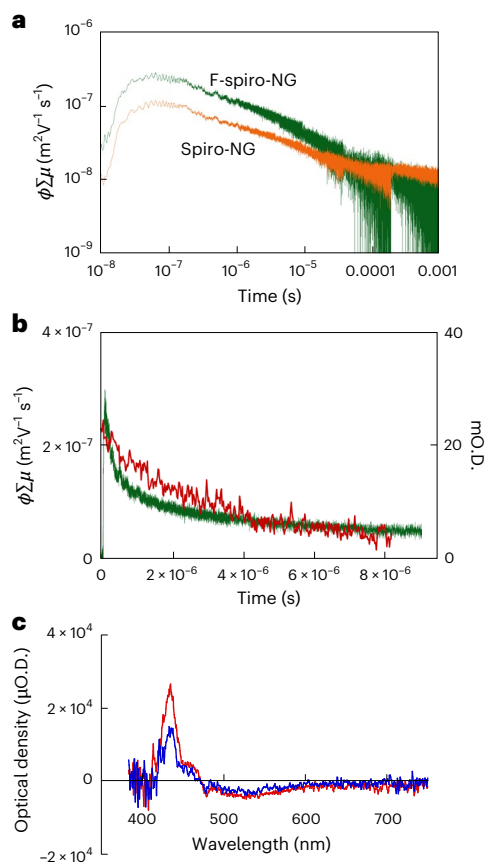 a
10⁻⁶
10⁻⁷
10⁻⁸
10⁻⁹
ϕΣμ (m²V⁻¹ s⁻¹)
F-spiro-NG
Spiro-NG
10⁻⁸ 10⁻⁷ 10⁻⁶ 10⁻⁵ 0.0001 0.001
Time (s)
b
4 × 10⁻⁷
2 × 10⁻⁷
0
ϕΣμ (m²V⁻¹ s⁻¹)
40
20
0
mO.D.
0 2 × 10⁻⁶ 4 × 10⁻⁶ 6 × 10⁻⁶ 8 × 10⁻⁶
Time (s)
c
4 × 10⁴
2 × 10⁴
0
−2 × 10⁴
Optical density (μO.D.)
400 500 600 700
Wavelength (nm)